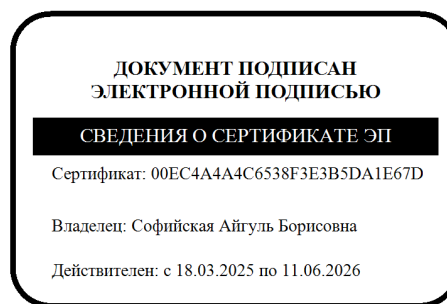 ДОКУМЕНТ ПОДПИСАН
ЭЛЕКТРОННОЙ ПОДПИСЬЮ
СВЕДЕНИЯ О СЕРТИФИКАТЕ ЭП
Сертификат: 00EC4A4A4C6538F3E3B5DA1E67D
Владелец: Софийская Айгуль Борисовна
Действителен: с 18.03.2025 по 11.06.2026